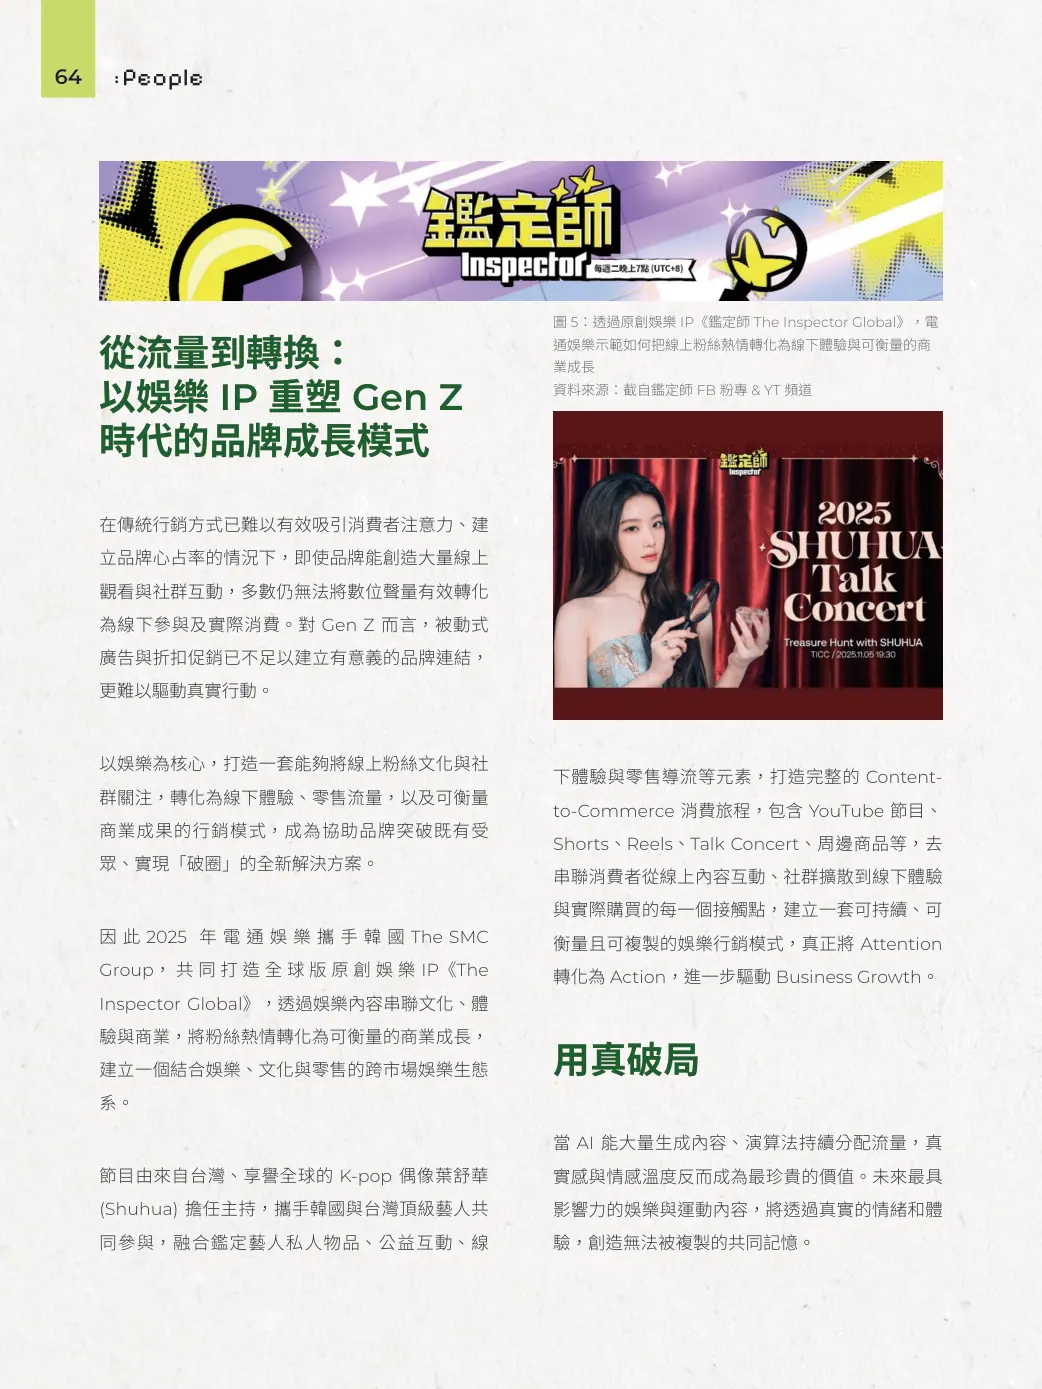 64
:People
鑑定師
Inspector
每週二晚上7點 (UTC+8)
從流量到轉換：
以娛樂 IP 重塑 Gen Z
時代的品牌成長模式
在傳統行銷方式已難以有效吸引消費者注意力、建
立品牌心占率的情況下，即使品牌能創造大量線上
觀看與社群互動，多數仍無法將數位聲量有效轉化
為線下參與及實際消費。對 Gen Z 而言，被動式
廣告與折扣促銷已不足以建立有意義的品牌連結，
更難以驅動真實行動。
以娛樂為核心，打造一套能夠將線上粉絲文化與社
群關注，轉化為線下體驗、零售流量，以及可衡量
商業成果的行銷模式，成為協助品牌突破既有受
眾、實現「破圈」的全新解決方案。
因此 2025 年電通娛樂攜手韓國 The SMC
Group，共同打造全球版原創娛樂 IP《The
Inspector Global》，透過娛樂內容串聯文化、體
驗與商業，將粉絲熱情轉化為可衡量的商業成長，
建立一個結合娛樂、文化與零售的跨市場娛樂生態
系。
節目由來自台灣、享譽全球的 K-pop 偶像葉舒華
(Shuhua) 擔任主持，攜手韓國與台灣頂級藝人共
同參與，融合鑑定藝人私人物品、公益互動、線
圖 5：透過原創娛樂 IP《鑑定師 The Inspector Global》，電
通娛樂示範如何把線上粉絲熱情轉化為線下體驗與可衡量的商
業成長
資料來源：截自鑑定師 FB 粉專 & YT 頻道
鑑定師
Inspector
2025
SHUHUA
Talk
Concert
Treasure Hunt with SHUHUA
TICC / 2025.11.05 19:30
下體驗與零售導流等元素，打造完整的 Content-
to-Commerce 消費旅程，包含 YouTube 節目、
Shorts、Reels、Talk Concert、周邊商品等，去
串聯消費者從線上內容互動、社群擴散到線下體驗
與實際購買的每一個接觸點，建立一套可持續、可
衡量且可複製的娛樂行銷模式，真正將 Attention
轉化為 Action，進一步驅動 Business Growth。
用真破局
當 AI 能大量生成內容、演算法持續分配流量，真
實感與情感溫度反而成為最珍貴的價值。未來最具
影響力的娛樂與運動內容，將透過真實的情緒和體
驗，創造無法被複製的共同記憶。